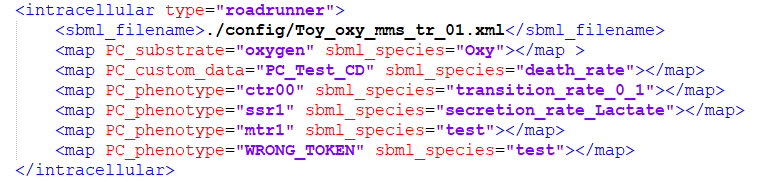 <intracellular type="roadrunner">
<sbml_filename>./config/Toy_oxy_mms_tr_01.xml</sbml_filename>
<map PC_substrate="oxygen" sbml_species="Oxy"></map >
<map PC_custom_data="PC_Test_CD" sbml_species="death_rate"></map>
<map PC_phenotype="ctr00" sbml_species="transition_rate_0_1"></map>
<map PC_phenotype="ssr1" sbml_species="secretion_rate_Lactate"></map>
<map PC_phenotype="mtr1" sbml_species="test"></map>
<map PC_phenotype="WRONG_TOKEN" sbml_species="test"></map>
</intracellular>